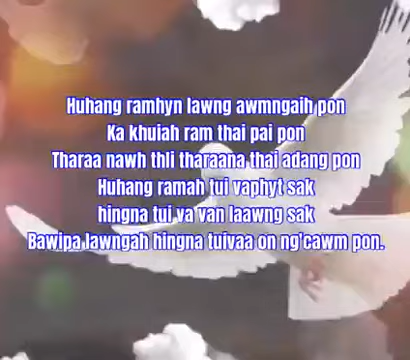 Huhang ramhyn lawng awmngaih pon
Ka khuiah ram thai pai pon
Tharaa nawh thli tharaana thai adang pon
Huhang ramah tui vaphyt sak
hingna tui va van laawng sak
Bawipa lawngah hingna tuivaa on ng'cawm pon.